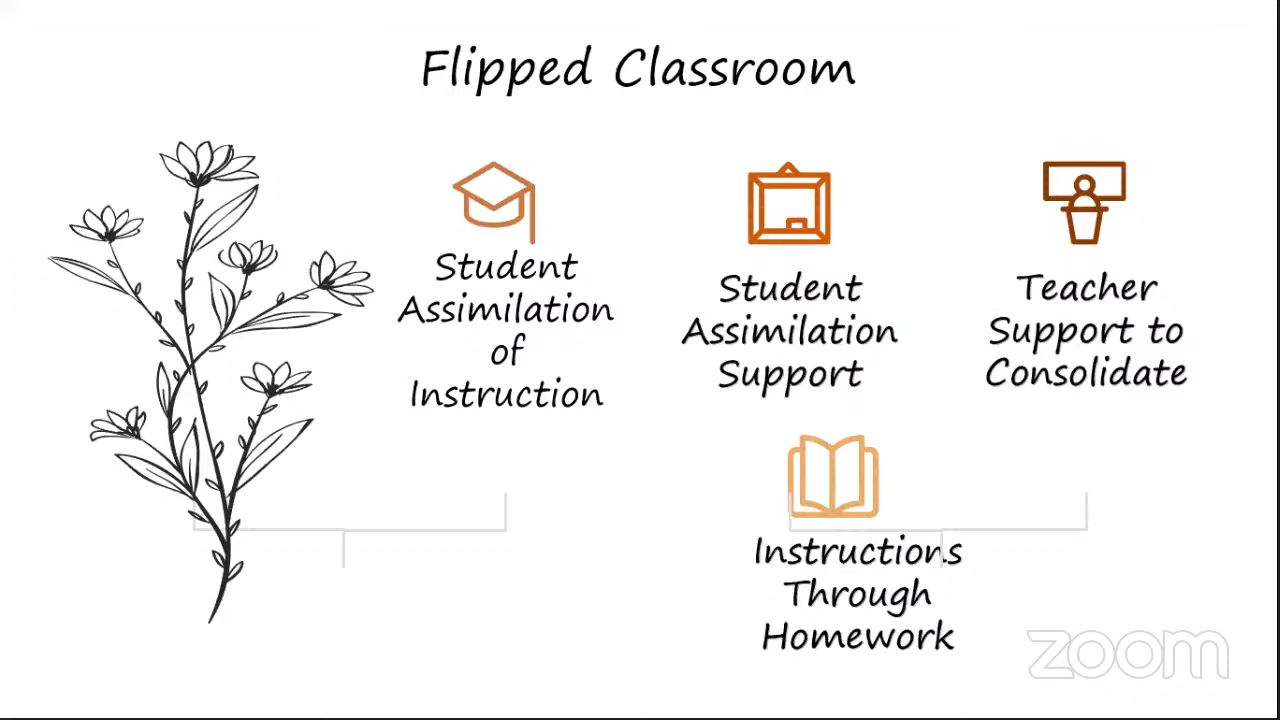 Flipped Classroom
Student
Assimilation
of
Instruction
Student
Assimilation
Support
Teacher
Support to
Consolidate
Instructions
Through
Homework
zoom